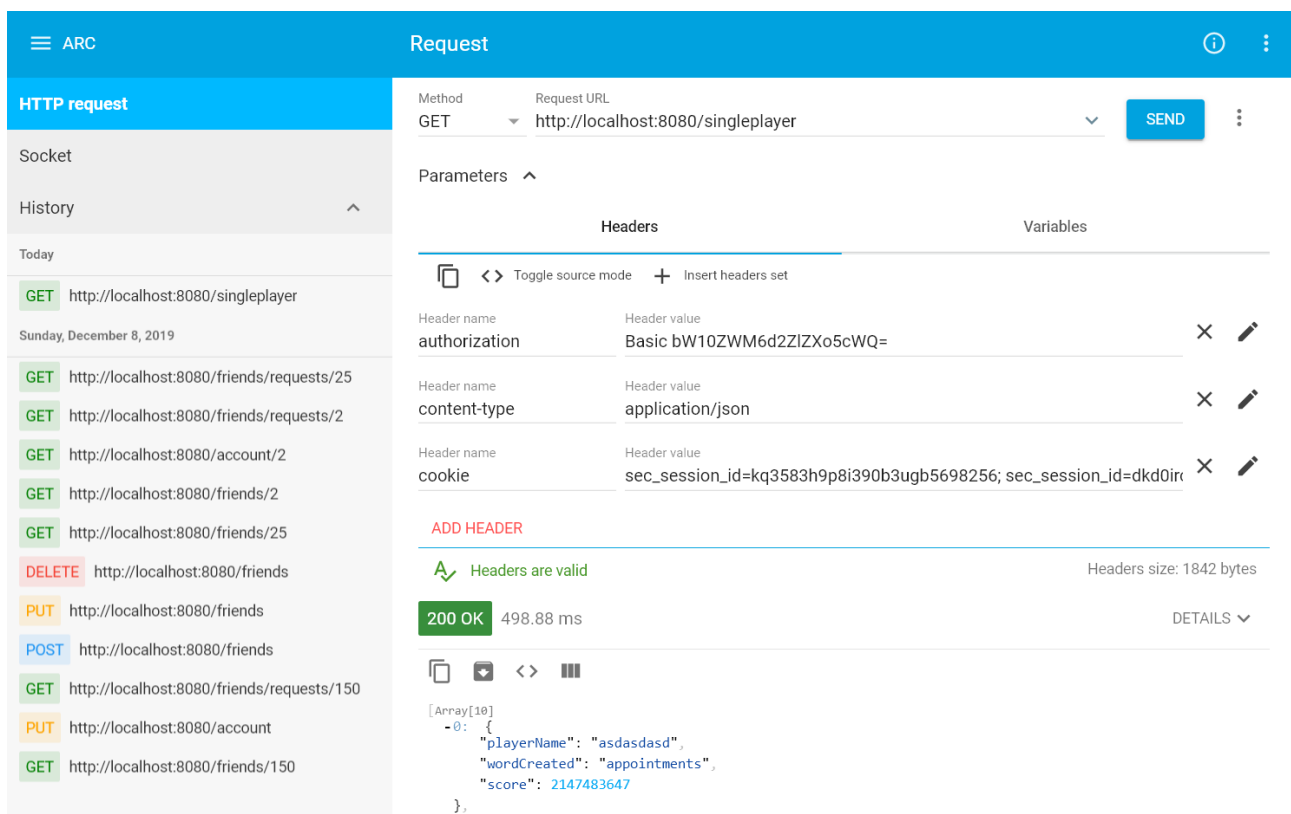 ARC
Request
HTTP request
Socket
History
Today
GET http://localhost:8080/singleplayer
Sunday, December 8, 2019
GET http://localhost:8080/friends/requests/25
GET http://localhost:8080/friends/requests/2
GET http://localhost:8080/account/2
GET http://localhost:8080/friends/2
GET http://localhost:8080/friends/25
DELETE http://localhost:8080/friends
PUT http://localhost:8080/friends
POST http://localhost:8080/friends
GET http://localhost:8080/friends/requests/150
PUT http://localhost:8080/account
GET http://localhost:8080/friends/150
Method Request URL
GET http://localhost:8080/singleplayer SEND
Parameters
Headers Variables
Toggle source mode Insert headers set
Header name Header value
authorization Basic bW10ZWM6d2ZlZXo5cWQ=
Header name Header value
content-type application/json
Header name Header value
cookie sec_session_id=kq3583h9p8i390b3ugb5698256; sec_session_id=dkd0irc
ADD HEADER
Headers are valid Headers size: 1842 bytes
200 OK 498.88 ms DETAILS
[Array[10]
-0: {
"playerName": "asdasdasd",
"wordCreated": "appointments",
"score": 2147483647
},